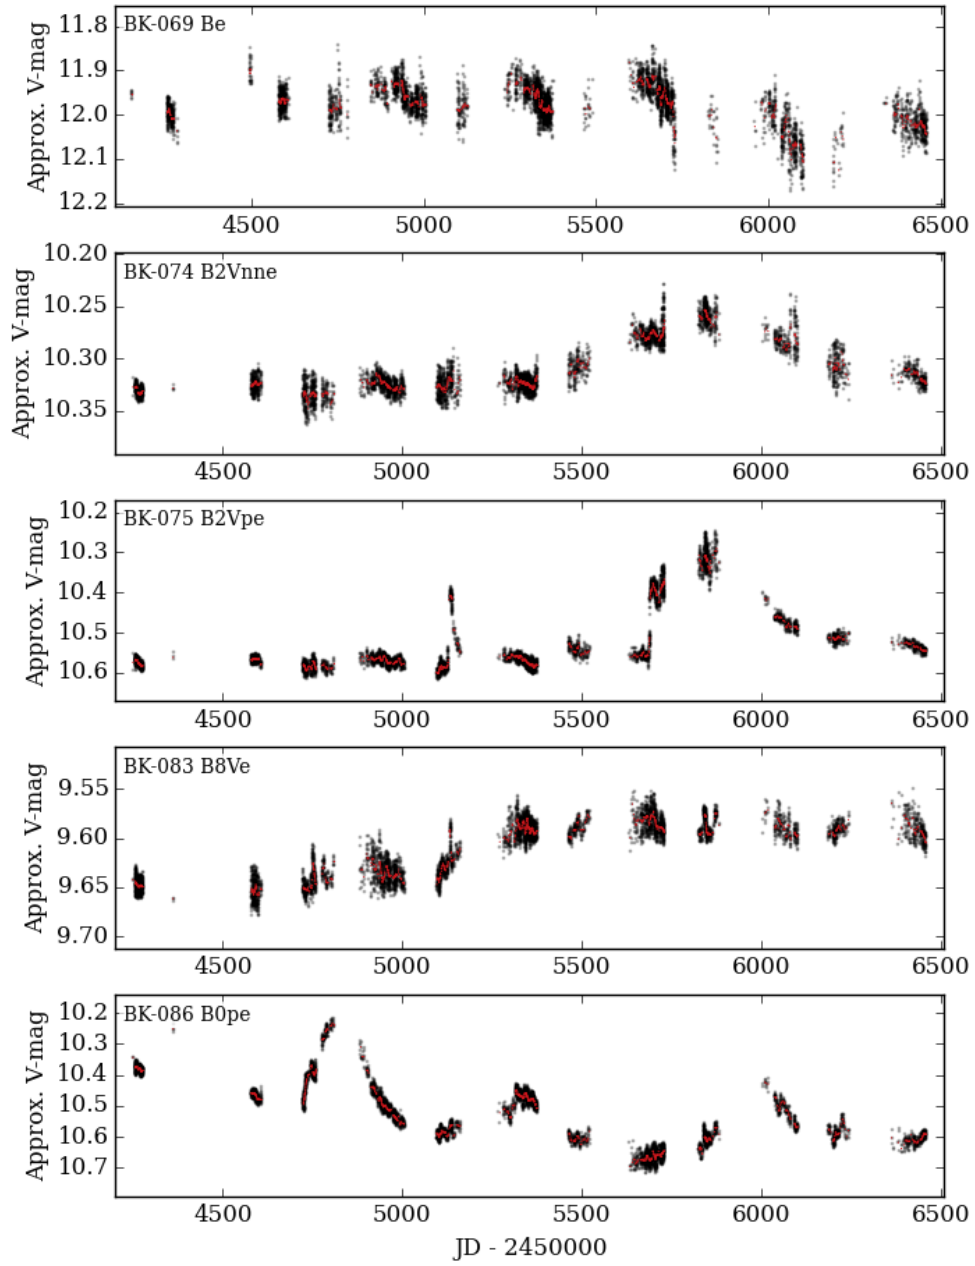 BK-069 Be
Approx. V-mag
11.8
11.9
12.0
12.1
12.2
4500 5000 5500 6000 6500
BK-074 B2Vnne
Approx. V-mag
10.20
10.25
10.30
10.35
4500 5000 5500 6000 6500
BK-075 B2Vpe
Approx. V-mag
10.2
10.3
10.4
10.5
10.6
4500 5000 5500 6000 6500
BK-083 B8Ve
Approx. V-mag
9.55
9.60
9.65
9.70
4500 5000 5500 6000 6500
BK-086 B0pe
Approx. V-mag
10.2
10.3
10.4
10.5
10.6
10.7
4500 5000 5500 6000 6500
JD - 2450000